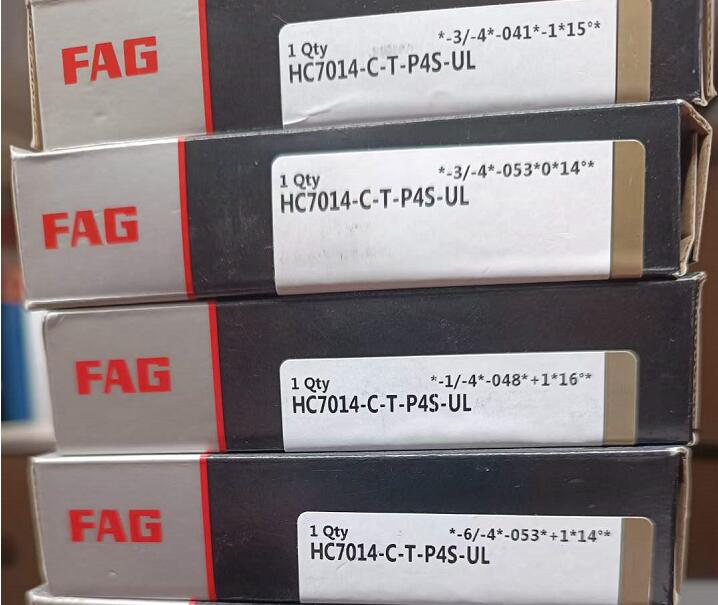 FAG
1 Qty *-3/-4*-041*-1*15°*
HC7014-C-T-P4S-UL
FAG
1 Qty *-3/-4*-053*0*14°*
HC7014-C-T-P4S-UL
FAG
1 Qty *-1/-4*-048*+1*16°*
HC7014-C-T-P4S-UL
FAG
1 Qty *-6/-4*-053*+1*14°*
HC7014-C-T-P4S-UL